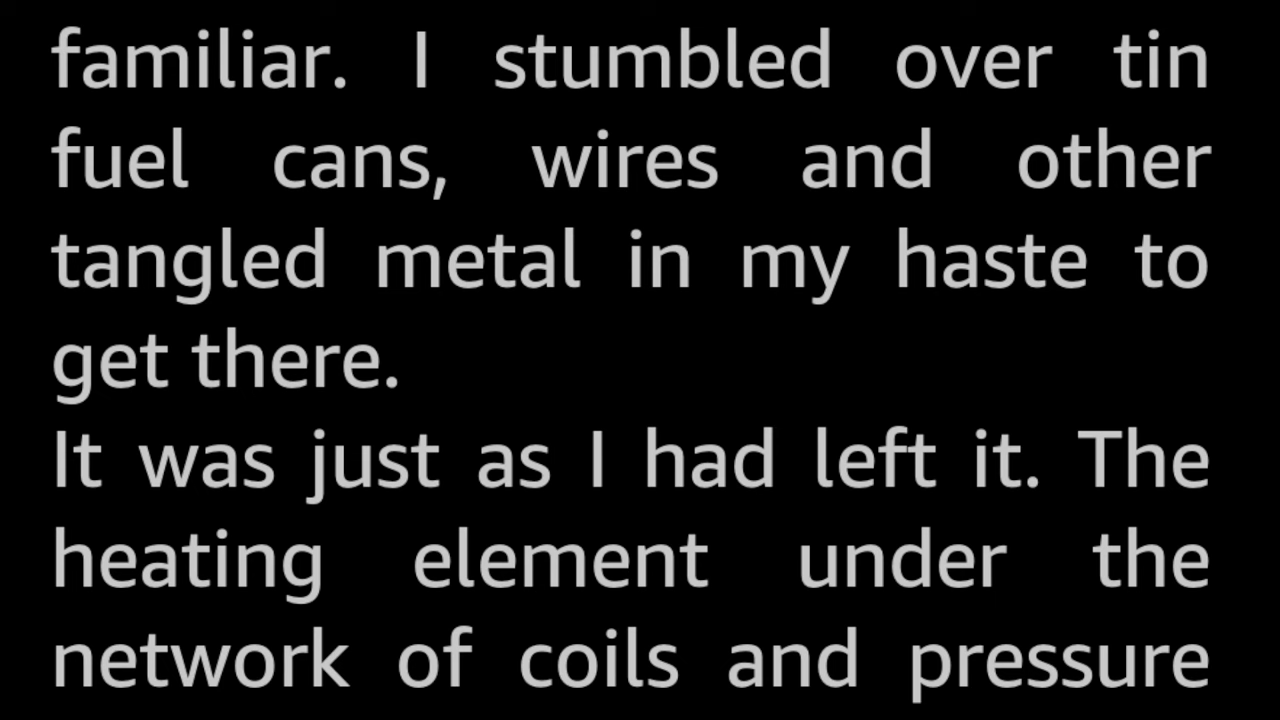 familiar. I stumbled over tin
fuel cans, wires and other
tangled metal in my haste to
get there.
It was just as I had left it. The
heating element under the
network of coils and pressure